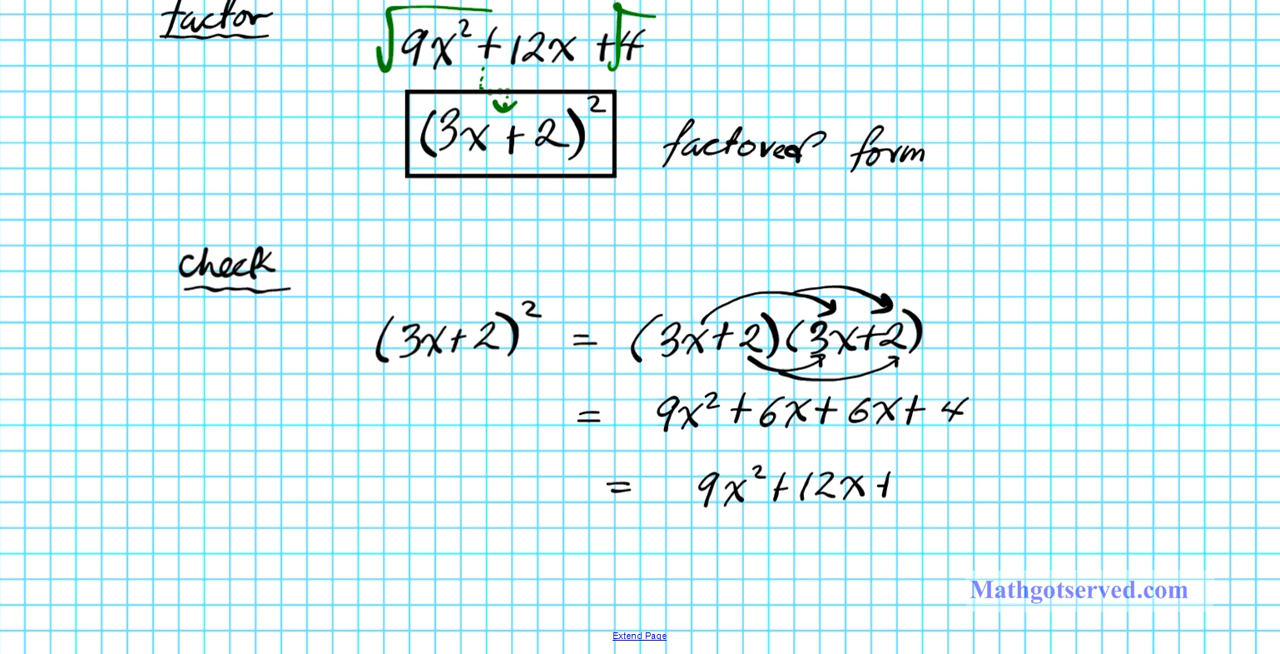 factor
√9x² + 12x + √4
(3x + 2)²
factored form
check
(3x+2)² = (3x+2)(3x+2)
= 9x² + 6x + 6x + 4
= 9x² + 12x +
Mathgotserved.com
Extend Page